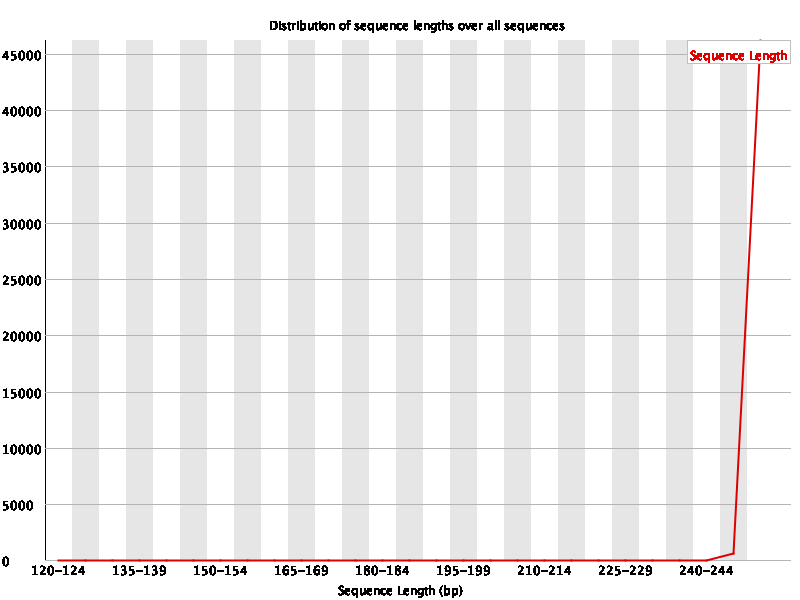 Distribution of sequence lengths over all sequences
Sequence Length
45000
40000
35000
30000
25000
20000
15000
10000
5000
0
120–124 135–139 150–154 165–169 180–184 195–199 210–214 225–229 240–244
Sequence Length (bp)